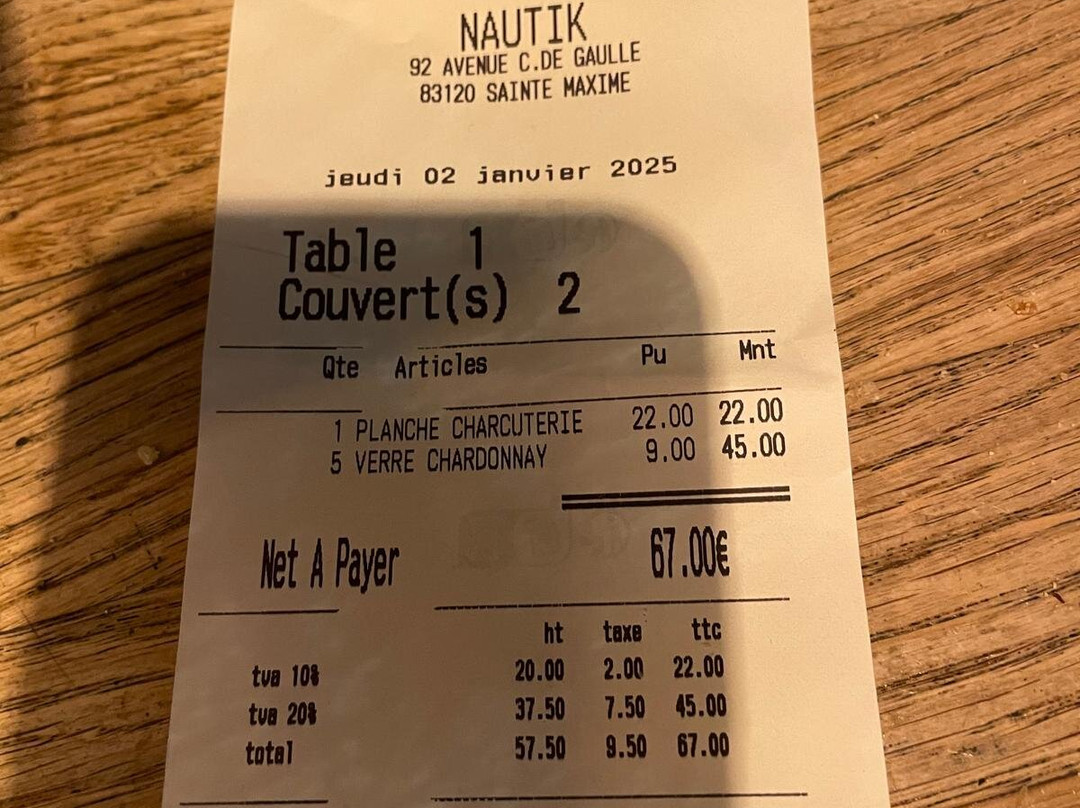 NAUTIK
92 AVENUE C.DE GAULLE
83120 SAINTE MAXIME
jeudi 02 janvier 2025
Table 1
Couvert(s) 2
Qte Articles Pu Mnt
1 PLANCHE CHARCUTERIE 22.00 22.00
5 VERRE CHARDONNAY 9.00 45.00
Net A Payer 67.00€
ht taxe ttc
tva 10% 20.00 2.00 22.00
tva 20% 37.50 7.50 45.00
total 57.50 9.50 67.00